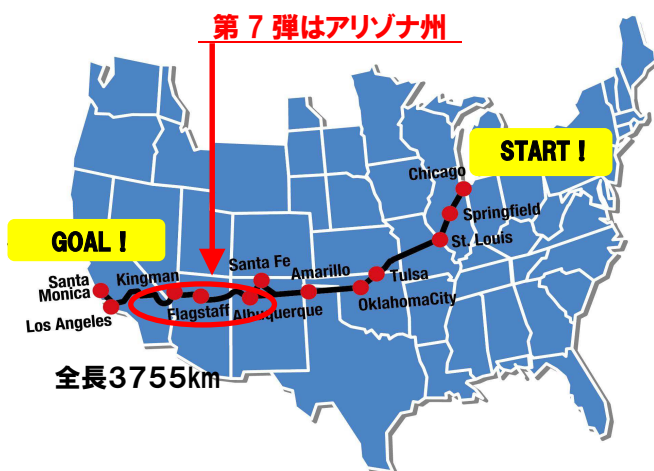 第 7 弾はアリゾナ州
START！
Chicago
Springfield
St. Louis
GOAL！
Santa Fe
Kingman
Amarillo
Tulsa
Santa
Monica
OklahomaCity
Los Angeles
Flagstaff
Albuquerque
全長3755km